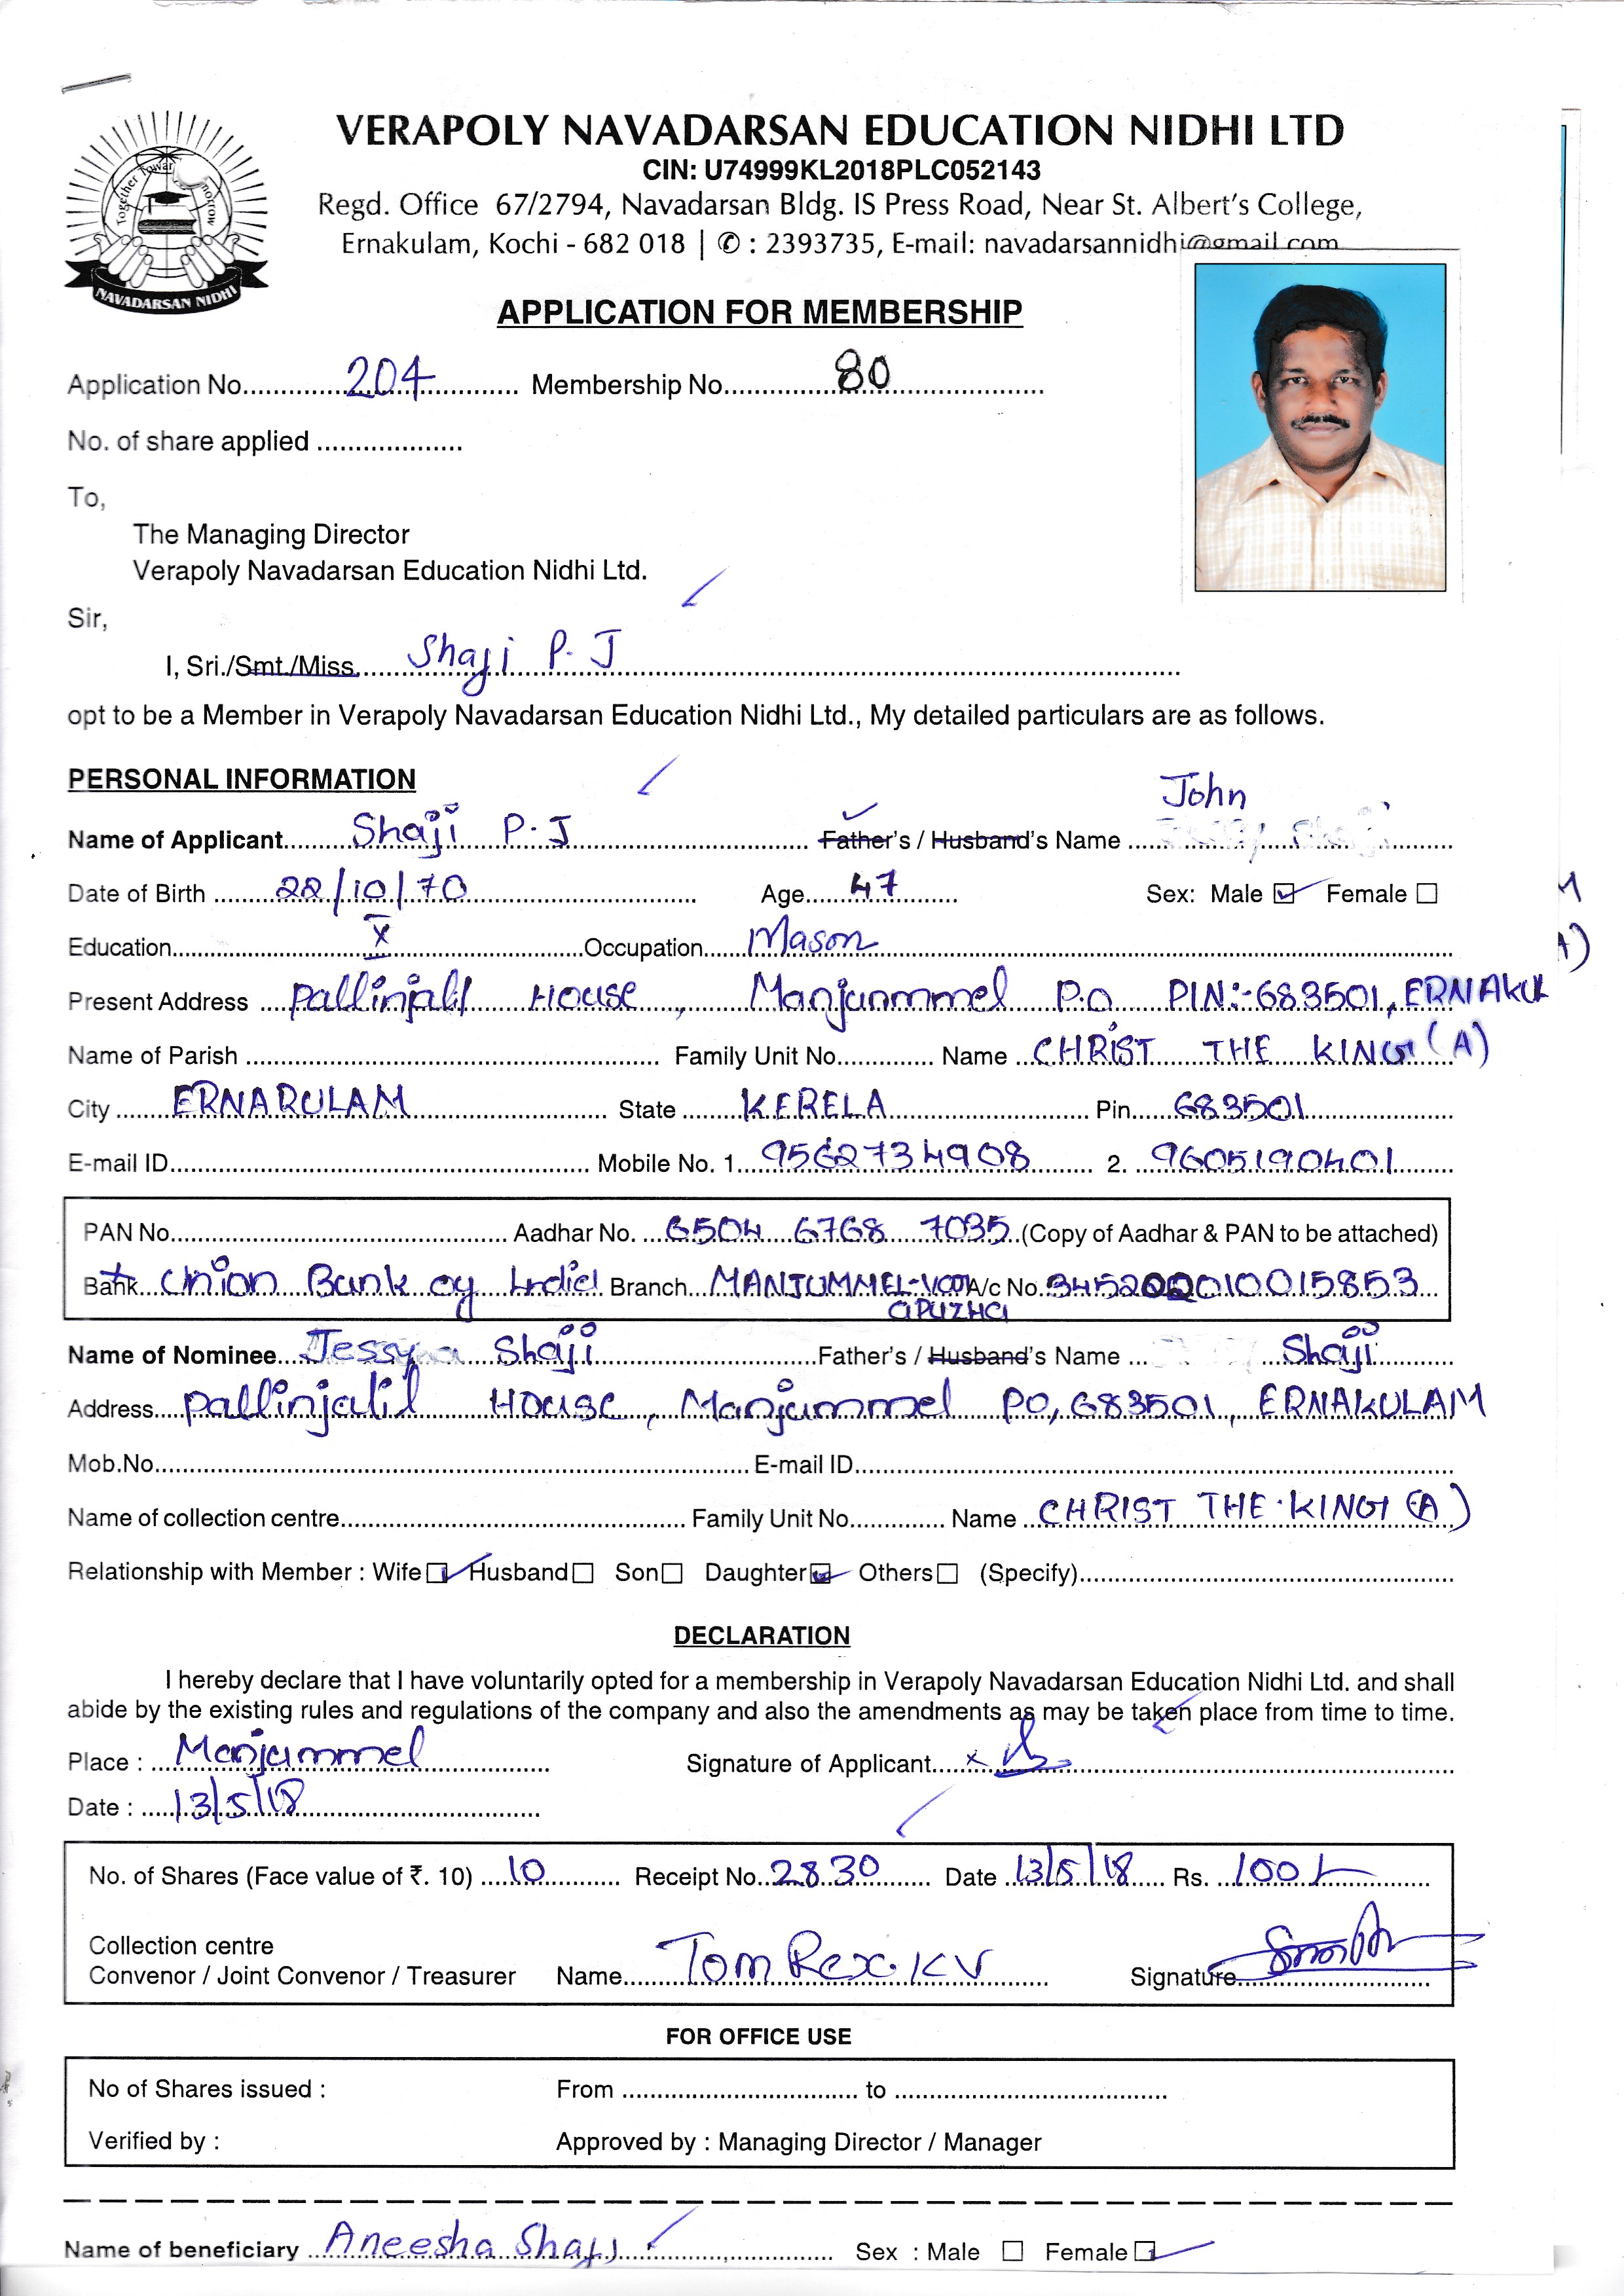 VERAPOLY NAVADARSAN EDUCATION NIDHI LTD
CIN: U74999KL2018PLC052143
Regd. Office 67/2794, Navadarsan Bldg. IS Press Road, Near St. Albert's College,
Ernakulam, Kochi - 682 018 | ✆ : 2393735, E-mail: navadarsannidhi@gmail.com
NAVADARSAN NIDHI
APPLICATION FOR MEMBERSHIP
Application No. 204 Membership No. 80
No. of share applied
To,
The Managing Director
Verapoly Navadarsan Education Nidhi Ltd.
Sir,
I, Sri./Smt./Miss. Shaji P. J
opt to be a Member in Verapoly Navadarsan Education Nidhi Ltd., My detailed particulars are as follows.
PERSONAL INFORMATION
Name of Applicant Shaji P. J Father's / Husband's Name John
Date of Birth 22/10/70 Age 47 Sex: Male ☑ Female ☐
Education X Occupation Mason
Present Address House, P.O PIN:-683501, ERNAKUL
Name of Parish Family Unit No. Name CHRIST THE KING (A)
City ERNARULAM State KERELA Pin 683501
E-mail ID Mobile No. 1. 9562734908 2. 9605190401
PAN No. Aadhar No. 6504 6768 7035 (Copy of Aadhar & PAN to be attached)
Bank Union Bank of India Branch MANJUMMEL- A/c No. 345202010015853
Name of Nominee Jessy Shaji Father's / Husband's Name Shaji
Address Pallinjalil House, Manjummel PO, 683501, ERNAKULAM
Mob.No. E-mail ID
Name of collection centre Family Unit No. Name CHRIST THE KING (A)
Relationship with Member : Wife ☑ Husband ☐ Son ☐ Daughter ☑ Others ☐ (Specify)
DECLARATION
I hereby declare that I have voluntarily opted for a membership in Verapoly Navadarsan Education Nidhi Ltd. and shall
abide by the existing rules and regulations of the company and also the amendments as may be taken place from time to time.
Place : Manjummel Signature of Applicant x
Date : 13/5/18
No. of Shares (Face value of ₹. 10) 10 Receipt No. 2830 Date 13/5/18 Rs. 100/-
Collection centre
Convenor / Joint Convenor / Treasurer Name Tom Rex. K V Signature
FOR OFFICE USE
No of Shares issued : From to
Verified by : Approved by : Managing Director / Manager
Name of beneficiary Aneesha Shaji Sex : Male ☐ Female ☑